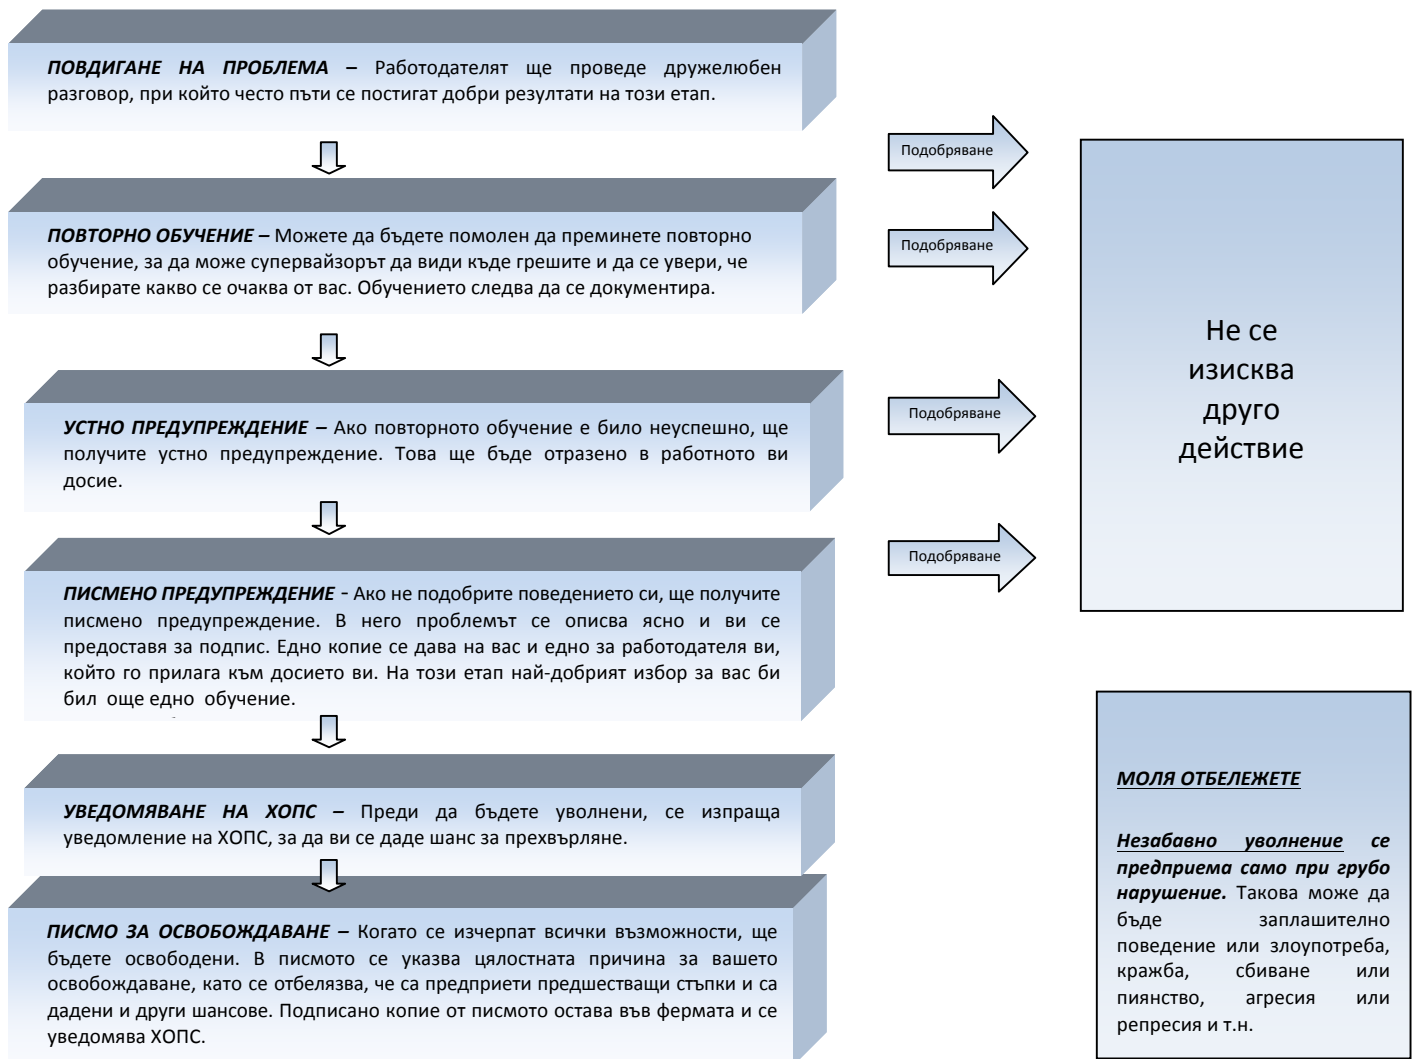 ПОВДИГАНЕ НА ПРОБЛЕМА – Работодателят ще проведе дружелюбен
разговор, при който често пъти се постигат добри резултати на този етап.
Подобряване
ПОВТОРНО ОБУЧЕНИЕ – Можете да бъдете помолен да преминете повторно
обучение, за да може супервайзорът да види къде грешите и да се увери, че
разбирате какво се очаква от вас. Обучението следва да се документира.
Подобряване
УСТНО ПРЕДУПРЕЖДЕНИЕ – Ако повторното обучение е било неуспешно, ще
получите устно предупреждение. Това ще бъде отразено в работното ви
досие.
Подобряване
ПИСМЕНО ПРЕДУПРЕЖДЕНИЕ - Ако не подобрите поведението си, ще получите
писмено предупреждение. В него проблемът се описва ясно и ви се
предоставя за подпис. Едно копие се дава на вас и едно за работодателя ви,
който го прилага към досието ви. На този етап най-добрият избор за вас би
бил още едно обучение.
Подобряване
УВЕДОМЯВАНЕ НА ХОПС – Преди да бъдете уволнени, се изпраща
уведомление на ХОПС, за да ви се даде шанс за прехвърляне.
ПИСМО ЗА ОСВОБОЖДАВАНЕ – Когато се изчерпат всички възможности, ще
бъдете освободени. В писмото се указва цялостната причина за вашето
освобождаване, като се отбелязва, че са предприети предшестващи стъпки и са
дадени и други шансове. Подписано копие от писмото остава във фермата и се
уведомява ХОПС.
Не се
изисква
друго
действие
МОЛЯ ОТБЕЛЕЖЕТЕ
Незабавно уволнение се
предприема само при грубо
нарушение. Такова може да
бъде заплашително
поведение или злоупотреба,
кражба, сбиване или
пиянство, агресия или
репресия и т.н.